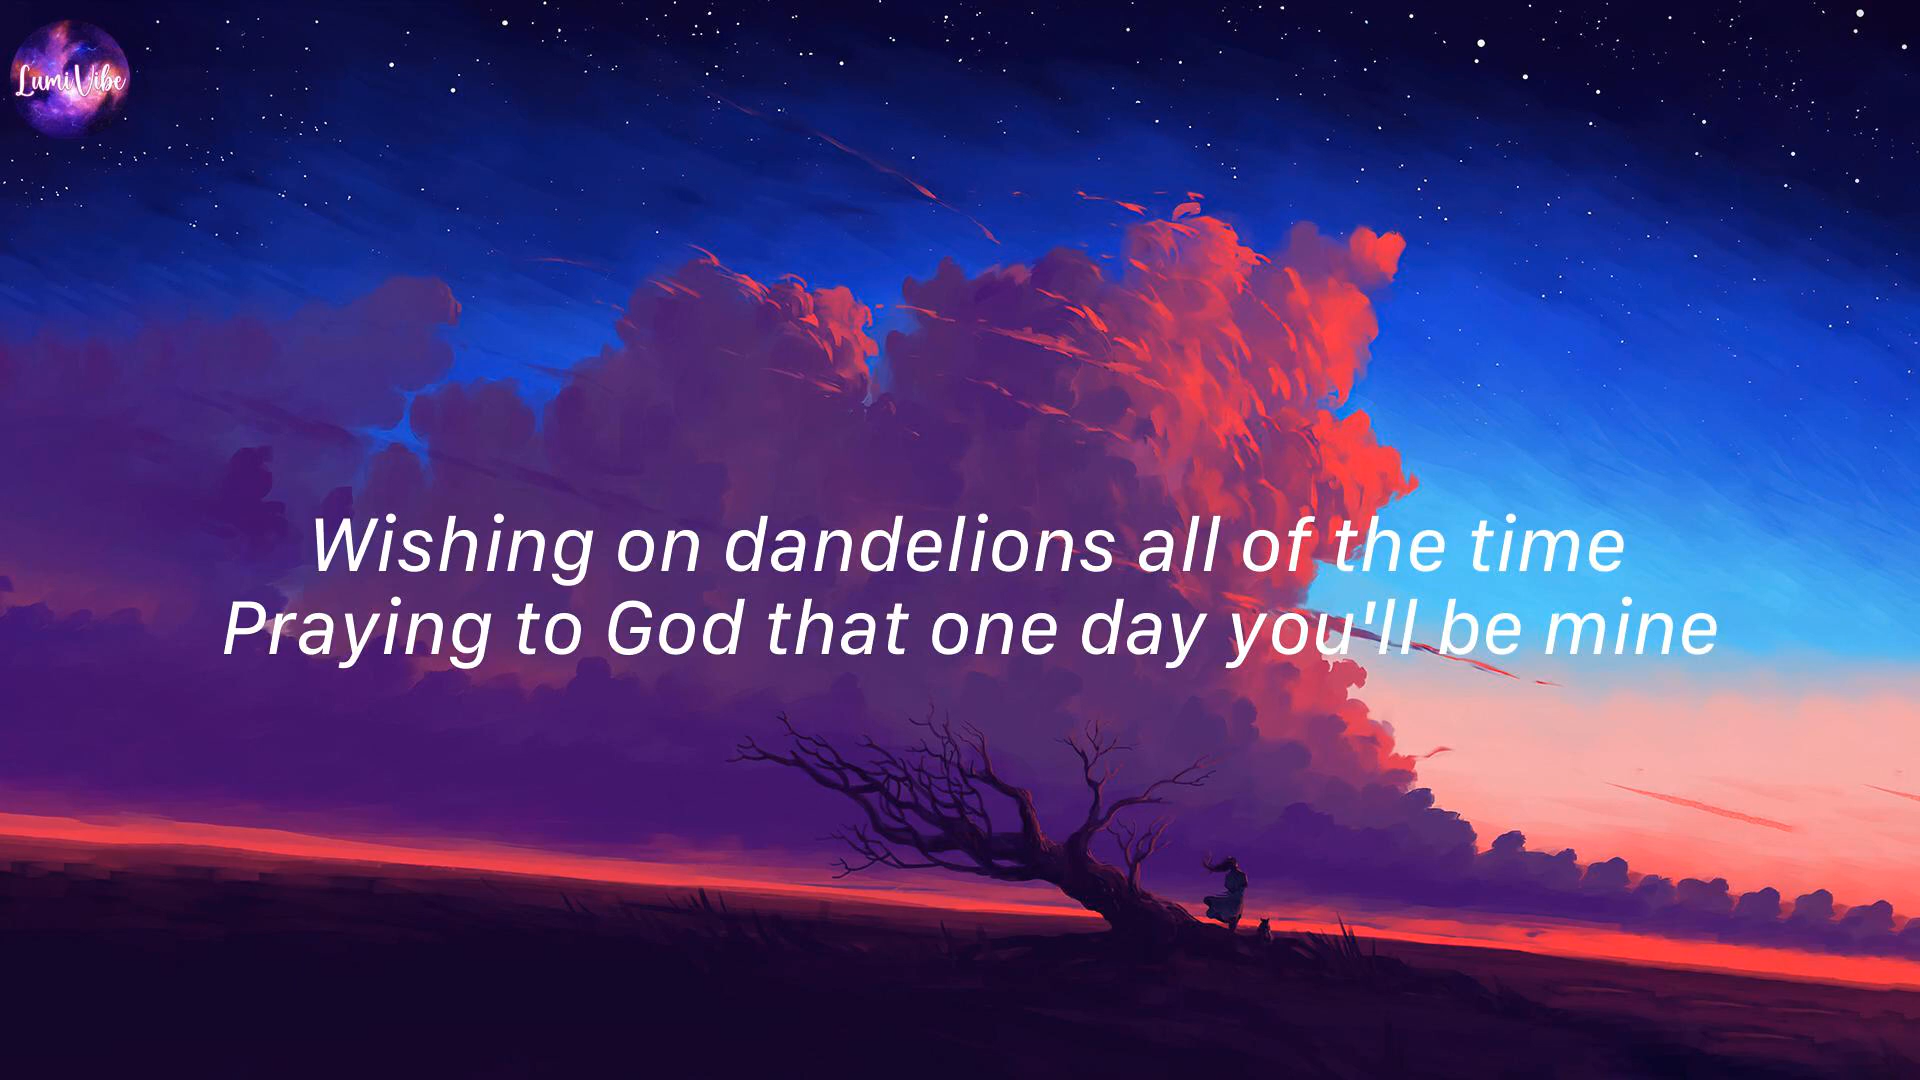 LumiVibe
Wishing on dandelions all of the time
Praying to God that one day you'll be mine